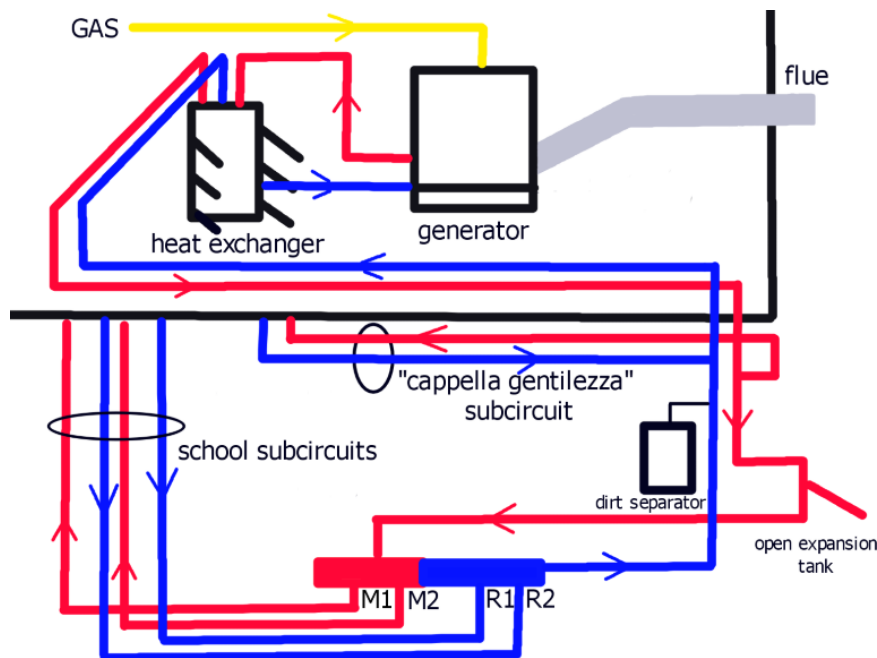 GAS
flue
heat exchanger
generator
"cappella gentilezza"
subcircuit
school subcircuits
dirt separator
open expansion
tank
M1 M2 R1 R2